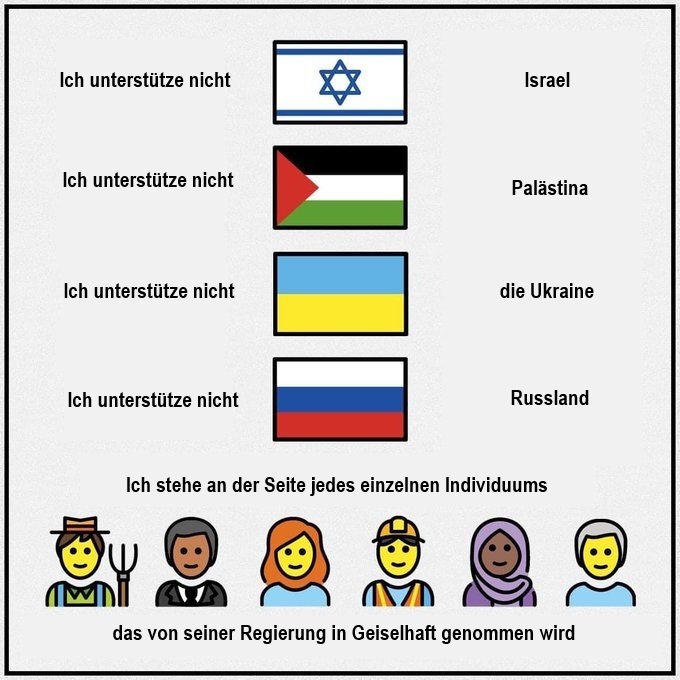 Ich unterstütze nicht Israel
Ich unterstütze nicht Palästina
Ich unterstütze nicht die Ukraine
Ich unterstütze nicht Russland
Ich stehe an der Seite jedes einzelnen Individuums
das von seiner Regierung in Geiselhaft genommen wird